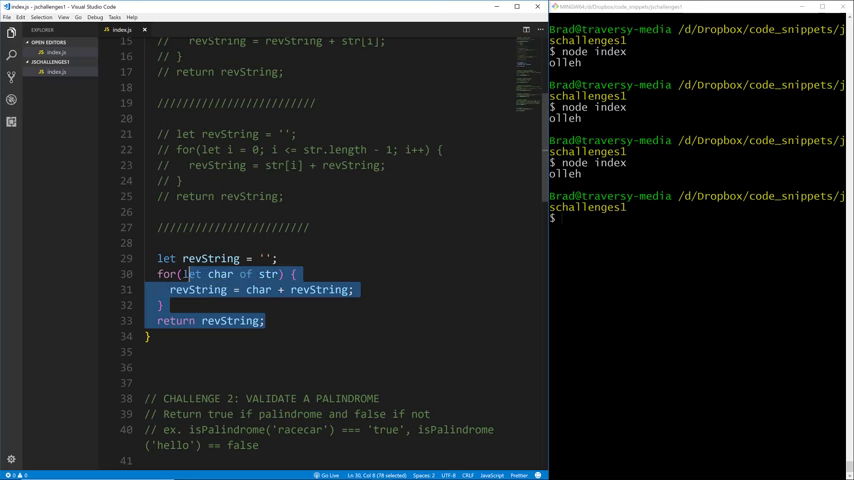 index.js - jschallenges1 - Visual Studio Code
File Edit Selection View Go Debug Tasks Help
EXPLORER
OPEN EDITORS
JS index.js
JSCHALLENGES1
JS index.js
JS index.js
15 //   revString = revString + str[i];
16 // }
17 // return revString;
18
19 /////////////////////////
20
21 // let revString = '';
22 // for(let i = 0; i <= str.length - 1; i++) {
23 //   revString = str[i] + revString;
24 // }
25 // return revString;
26
27 ////////////////////////
28
29 let revString = '';
30 for(let char of str) {
31   revString = char + revString;
32 }
33 return revString;
34 }
35
36
37
38 // CHALLENGE 2: VALIDATE A PALINDROME
39 // Return true if palindrome and false if not
40 // ex. isPalindrome('racecar') === 'true', isPalindrome
('hello') == false
41
0 0 Go Live Ln 30, Col 8 (78 selected) Spaces: 2 UTF-8 CRLF JavaScript Prettier
MINGW64:/d/Dropbox/code_snippets/jschallenges1
Brad@traversy-media /d/Dropbox/code_snippets/j
schallenges1
$ node index
olleh
Brad@traversy-media /d/Dropbox/code_snippets/j
schallenges1
$ node index
olleh
Brad@traversy-media /d/Dropbox/code_snippets/j
schallenges1
$ node index
olleh
Brad@traversy-media /d/Dropbox/code_snippets/j
schallenges1
$